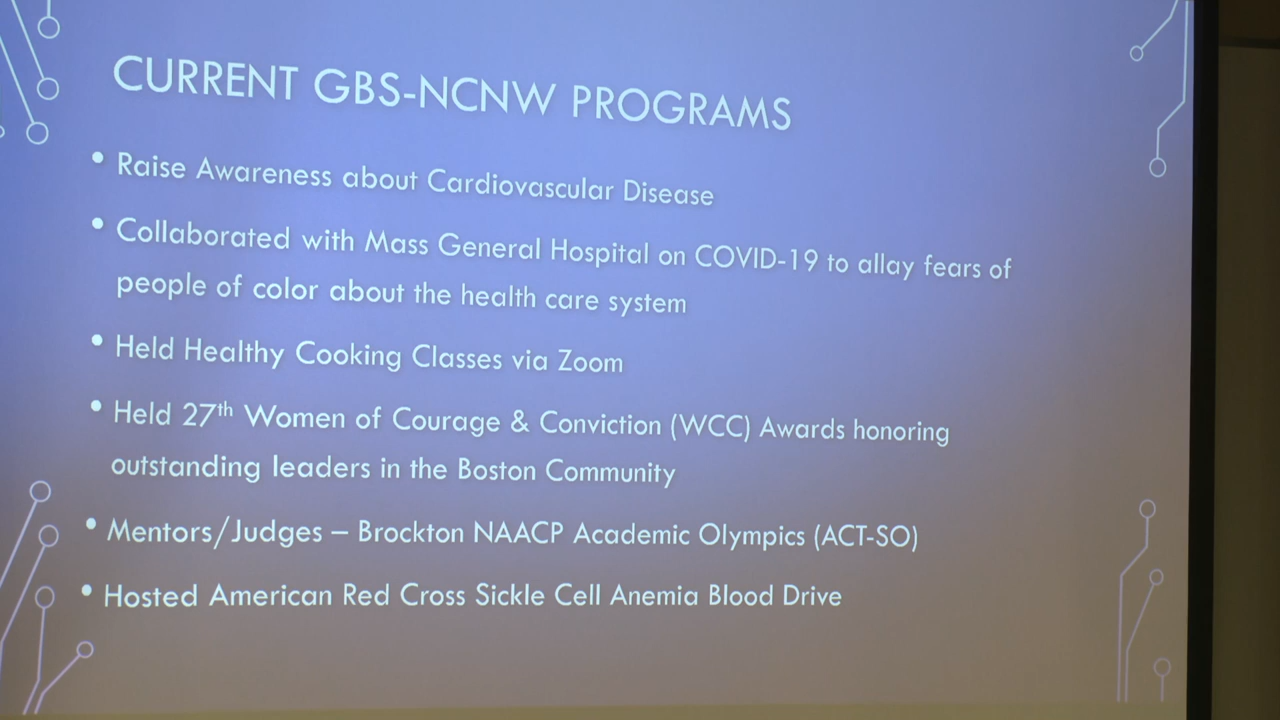 CURRENT GBS-NCNW PROGRAMS
• Raise Awareness about Cardiovascular Disease
• Collaborated with Mass General Hospital on COVID-19 to allay fears of
people of color about the health care system
• Held Healthy Cooking Classes via Zoom
• Held 27th Women of Courage & Conviction (WCC) Awards honoring
outstanding leaders in the Boston Community
• Mentors/Judges – Brockton NAACP Academic Olympics (ACT-SO)
• Hosted American Red Cross Sickle Cell Anemia Blood Drive